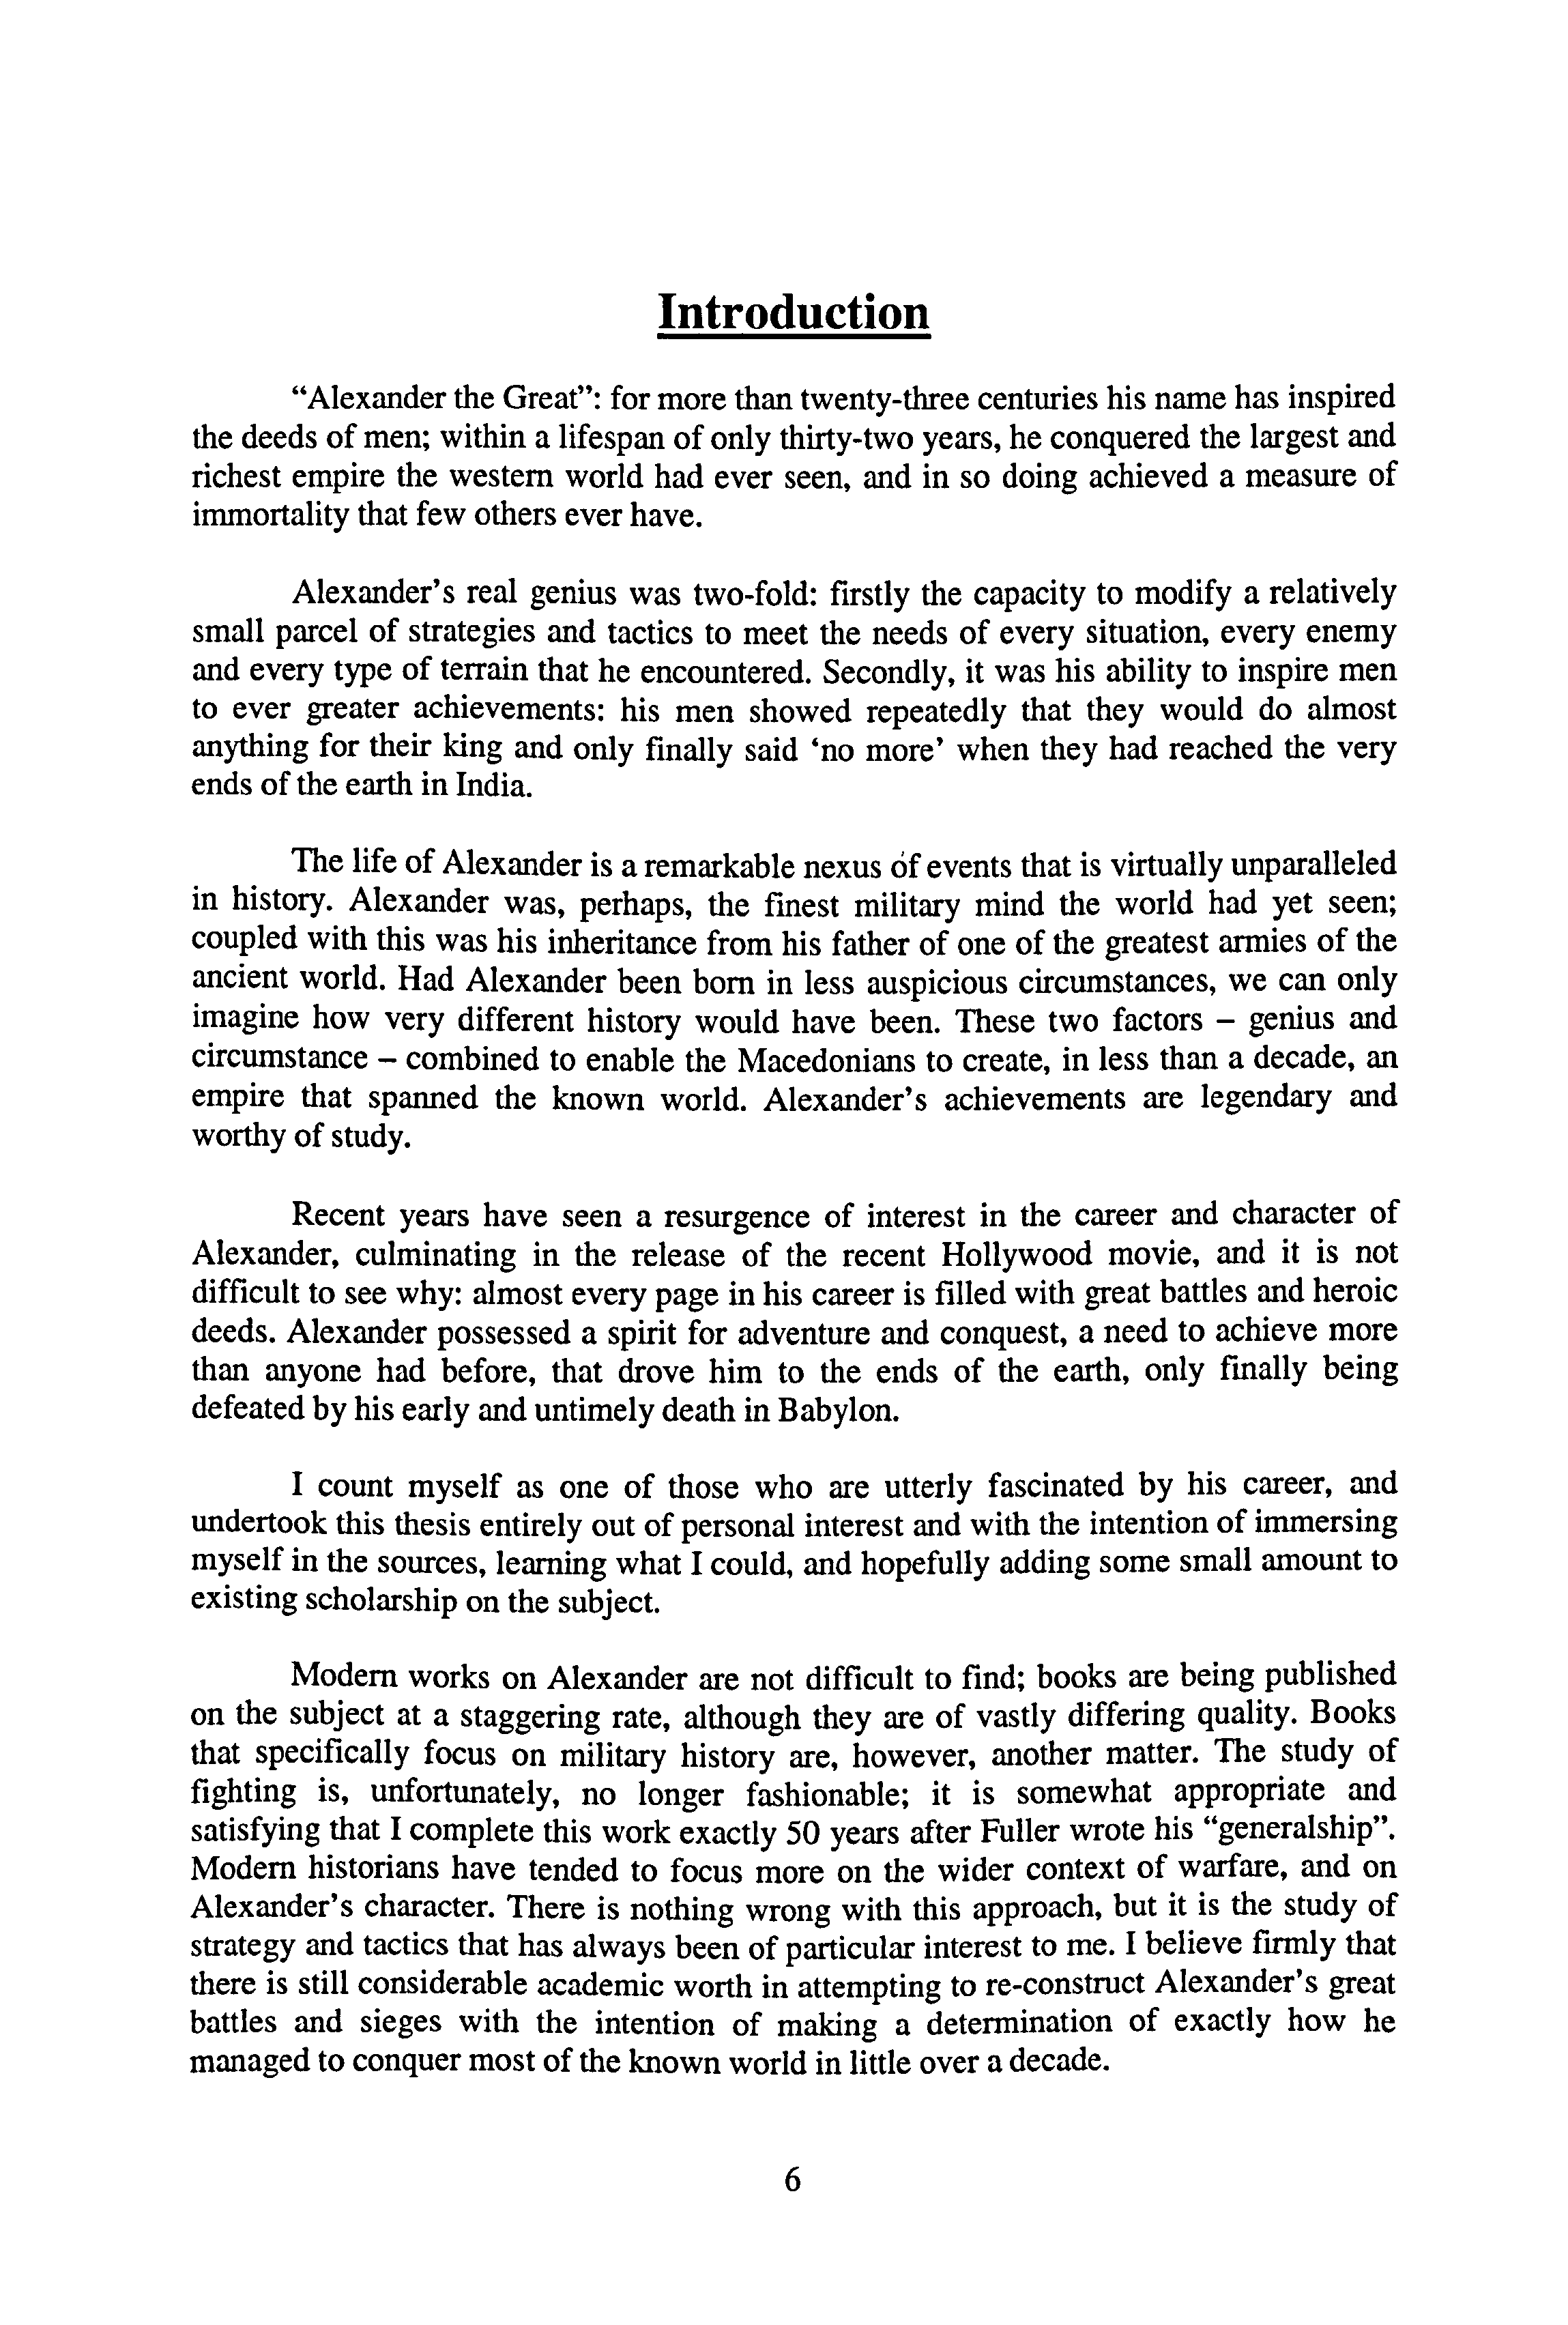 Introduction
“Alexander the Great”: for more than twenty-three centuries his name has inspired
the deeds of men; within a lifespan of only thirty-two years, he conquered the largest and
richest empire the western world had ever seen, and in so doing achieved a measure of
immortality that few others ever have.
Alexander’s real genius was two-fold: firstly the capacity to modify a relatively
small parcel of strategies and tactics to meet the needs of every situation, every enemy
and every type of terrain that he encountered. Secondly, it was his ability to inspire men
to ever greater achievements: his men showed repeatedly that they would do almost
anything for their king and only finally said ‘no more’ when they had reached the very
ends of the earth in India.
The life of Alexander is a remarkable nexus of events that is virtually unparalleled
in history. Alexander was, perhaps, the finest military mind the world had yet seen;
coupled with this was his inheritance from his father of one of the greatest armies of the
ancient world. Had Alexander been born in less auspicious circumstances, we can only
imagine how very different history would have been. These two factors – genius and
circumstance – combined to enable the Macedonians to create, in less than a decade, an
empire that spanned the known world. Alexander’s achievements are legendary and
worthy of study.
Recent years have seen a resurgence of interest in the career and character of
Alexander, culminating in the release of the recent Hollywood movie, and it is not
difficult to see why: almost every page in his career is filled with great battles and heroic
deeds. Alexander possessed a spirit for adventure and conquest, a need to achieve more
than anyone had before, that drove him to the ends of the earth, only finally being
defeated by his early and untimely death in Babylon.
I count myself as one of those who are utterly fascinated by his career, and
undertook this thesis entirely out of personal interest and with the intention of immersing
myself in the sources, learning what I could, and hopefully adding some small amount to
existing scholarship on the subject.
Modern works on Alexander are not difficult to find; books are being published
on the subject at a staggering rate, although they are of vastly differing quality. Books
that specifically focus on military history are, however, another matter. The study of
fighting is, unfortunately, no longer fashionable; it is somewhat appropriate and
satisfying that I complete this work exactly 50 years after Fuller wrote his “generalship”.
Modern historians have tended to focus more on the wider context of warfare, and on
Alexander’s character. There is nothing wrong with this approach, but it is the study of
strategy and tactics that has always been of particular interest to me. I believe firmly that
there is still considerable academic worth in attempting to re-construct Alexander’s great
battles and sieges with the intention of making a determination of exactly how he
managed to conquer most of the known world in little over a decade.
6